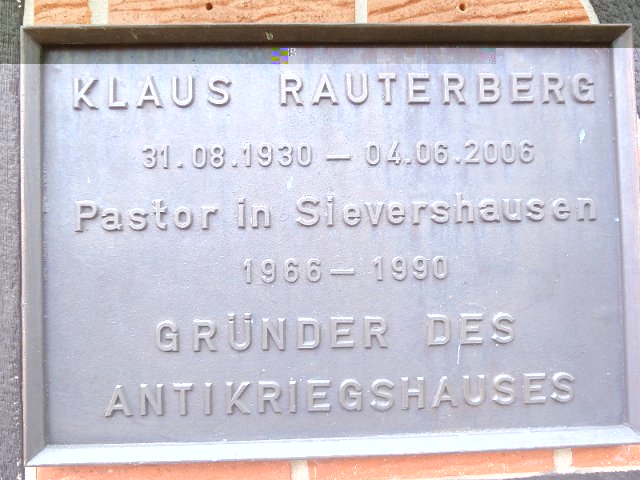 KLAUS RAUTERBERG
31.08.1930 – 04.06.2006
Pastor in Sievershausen
1966 – 1990
GRÜNDER DES
ANTIKRIEGSHAUSES